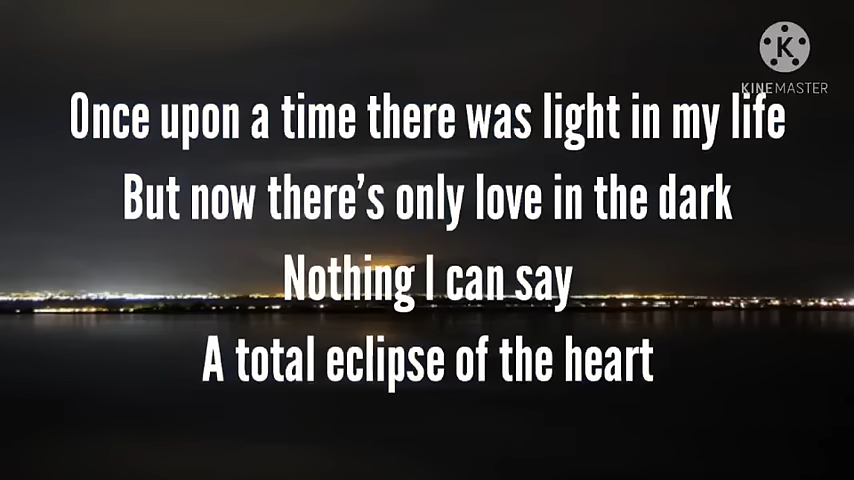 K
KINEMASTER
Once upon a time there was light in my life
But now there's only love in the dark
Nothing I can say
A total eclipse of the heart